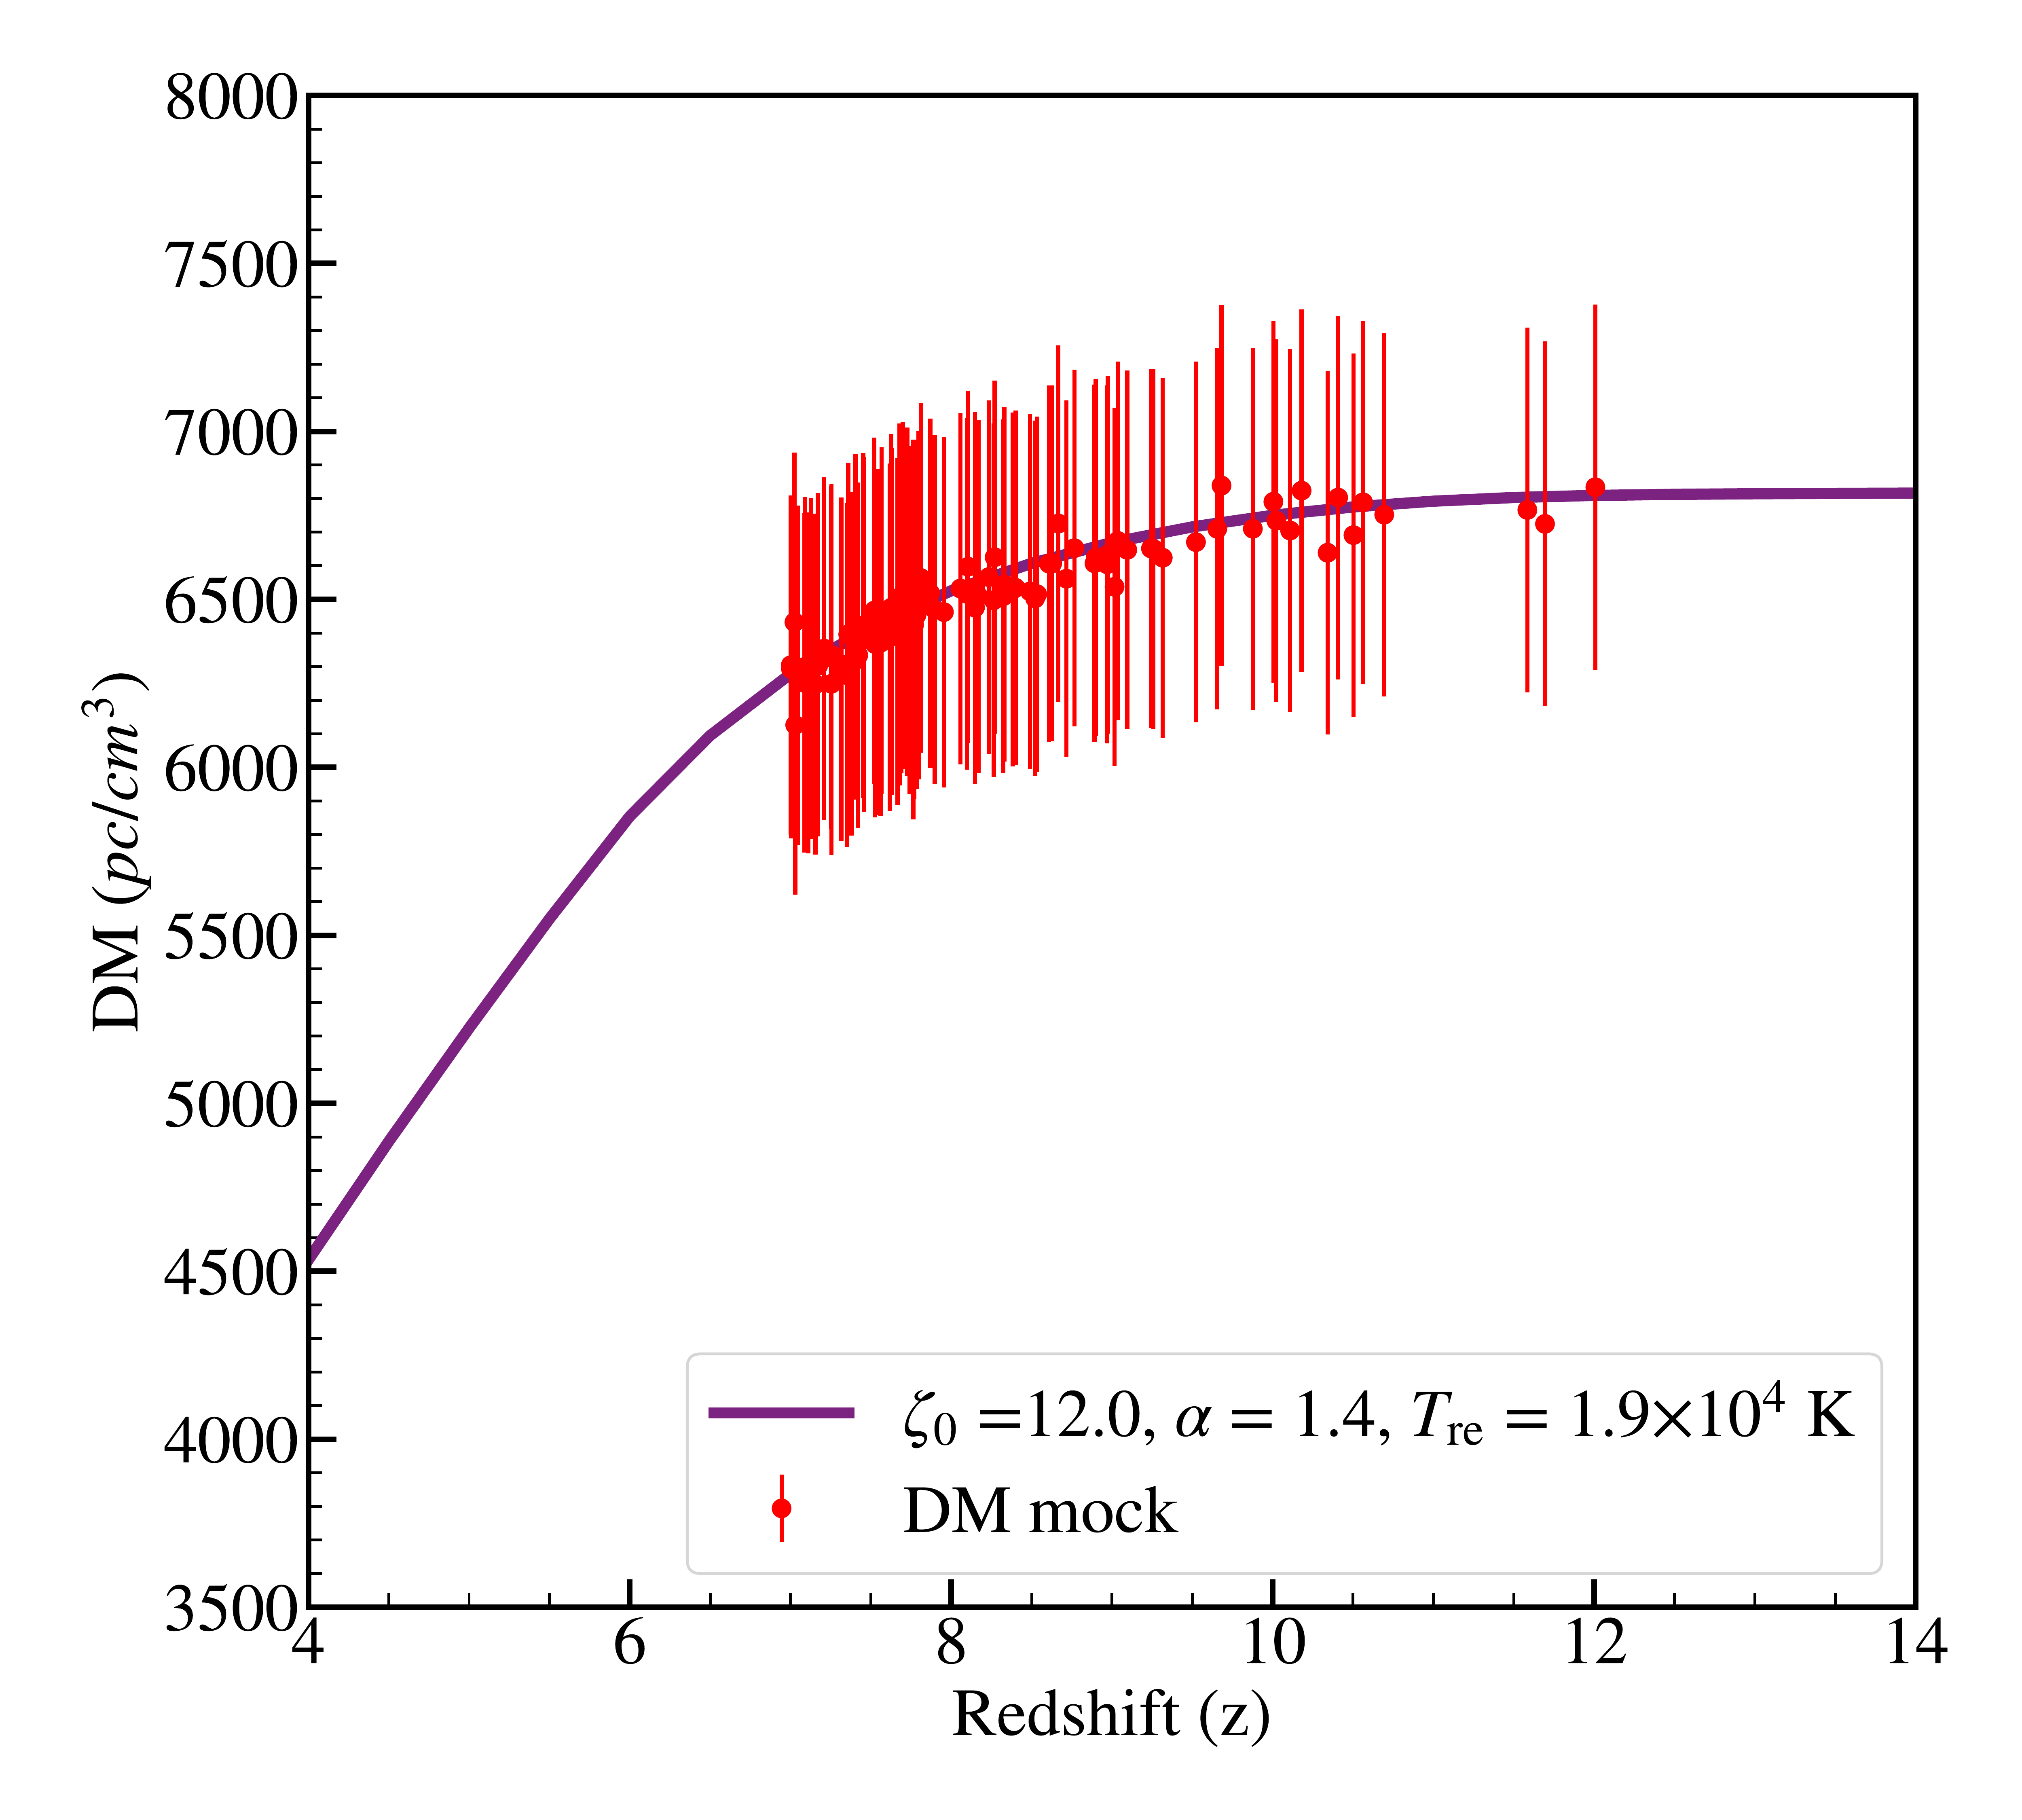 8000
7500
7000
6500
6000
5500
5000
4500
4000
3500
DM (pc/cm³)
ζ₀ =12.0, α = 1.4, T_re = 1.9×10⁴ K
DM mock
4 6 8 10 12 14
Redshift (z)